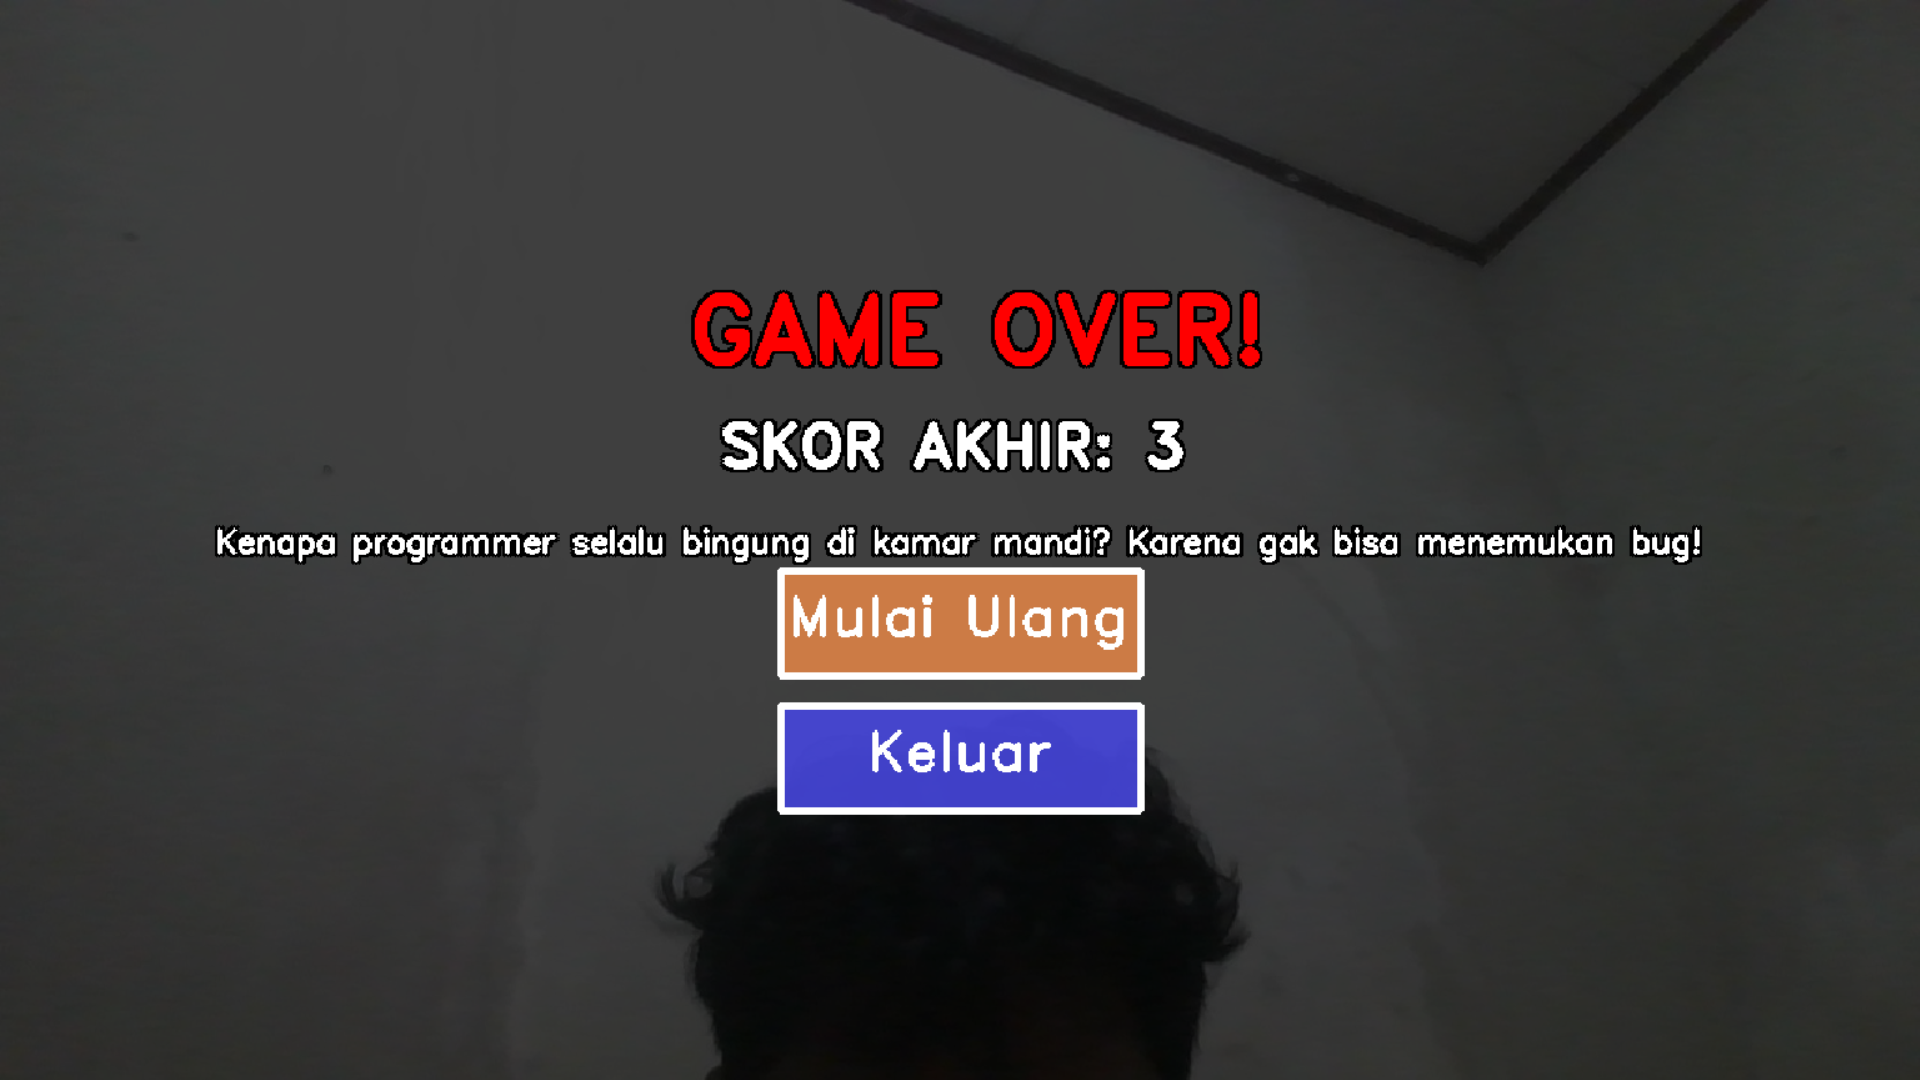 GAME OVER!
SKOR AKHIR: 3
Kenapa programmer selalu bingung di kamar mandi? Karena gak bisa menemukan bug!
Mulai Ulang
Keluar